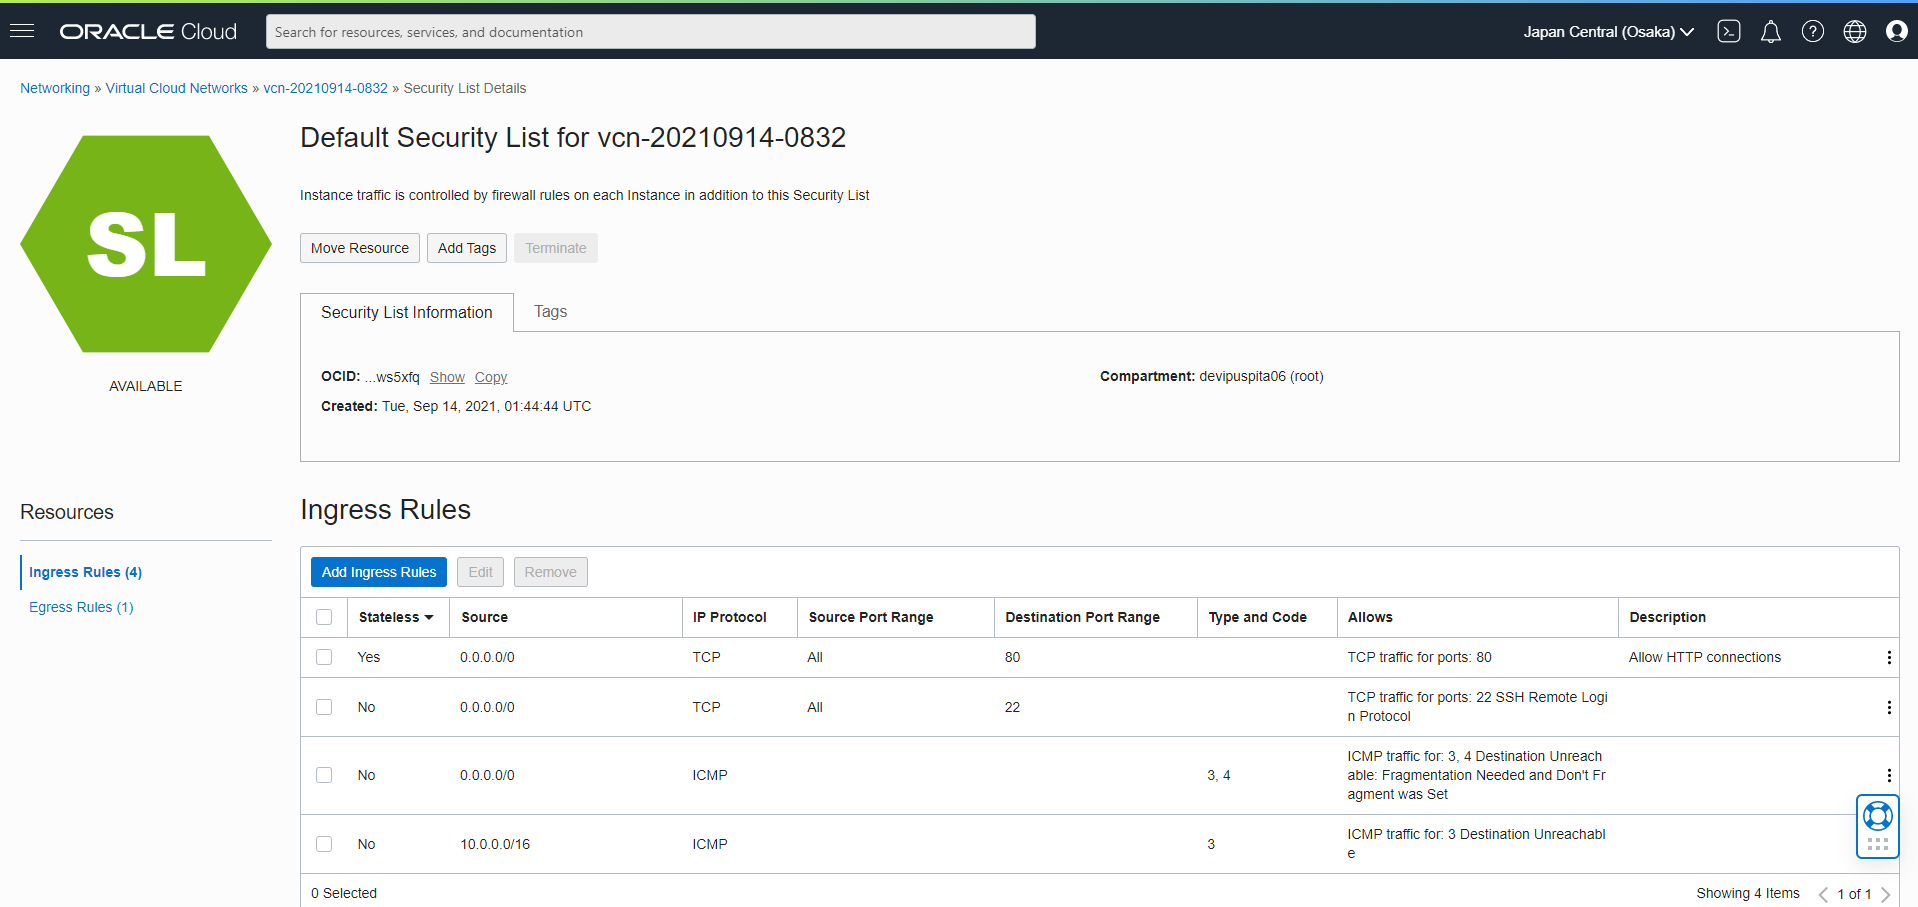 ORACLE Cloud
Search for resources, services, and documentation
Japan Central (Osaka)
Networking » Virtual Cloud Networks » vcn-20210914-0832 » Security List Details
SL
AVAILABLE
Default Security List for vcn-20210914-0832
Instance traffic is controlled by firewall rules on each Instance in addition to this Security List
Move Resource Add Tags Terminate
Security List Information Tags
OCID: ...ws5xfq Show Copy
Compartment: devipuspita06 (root)
Created: Tue, Sep 14, 2021, 01:44:44 UTC
Resources
Ingress Rules (4)
Egress Rules (1)
Ingress Rules
Add Ingress Rules Edit Remove
Stateless Source IP Protocol Source Port Range Destination Port Range Type and Code Allows Description
Yes 0.0.0.0/0 TCP All 80 TCP traffic for ports: 80 Allow HTTP connections
No 0.0.0.0/0 TCP All 22 TCP traffic for ports: 22 SSH Remote Logi
n Protocol
No 0.0.0.0/0 ICMP 3, 4 ICMP traffic for: 3, 4 Destination Unreach
able: Fragmentation Needed and Don't Fr
agment was Set
No 10.0.0.0/16 ICMP 3 ICMP traffic for: 3 Destination Unreachabl
e
0 Selected Showing 4 Items 1 of 1